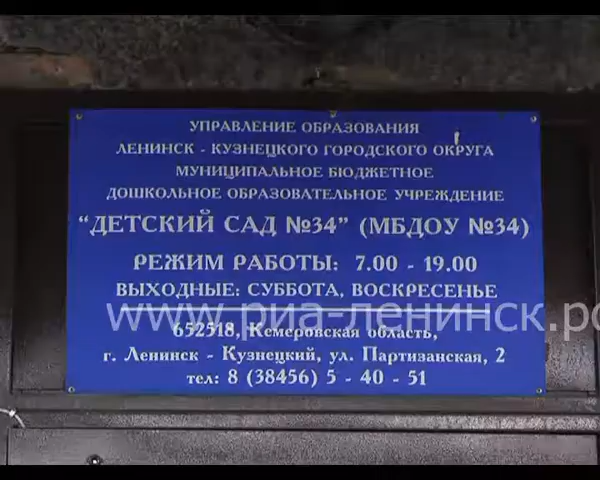 УПРАВЛЕНИЕ ОБРАЗОВАНИЯ
ЛЕНИНСК - КУЗНЕЦКОГО ГОРОДСКОГО ОКРУГА
МУНИЦИПАЛЬНОЕ БЮДЖЕТНОЕ
ДОШКОЛЬНОЕ ОБРАЗОВАТЕЛЬНОЕ УЧРЕЖДЕНИЕ
“ДЕТСКИЙ САД №34” (МБДОУ №34)
РЕЖИМ РАБОТЫ: 7.00 - 19.00
ВЫХОДНЫЕ: СУББОТА, ВОСКРЕСЕНЬЕ
www.риа-ленинск.рф
652518, Кемеровская область,
г. Ленинск - Кузнецкий, ул. Партизанская, 2
тел: 8 (38456) 5 - 40 - 51